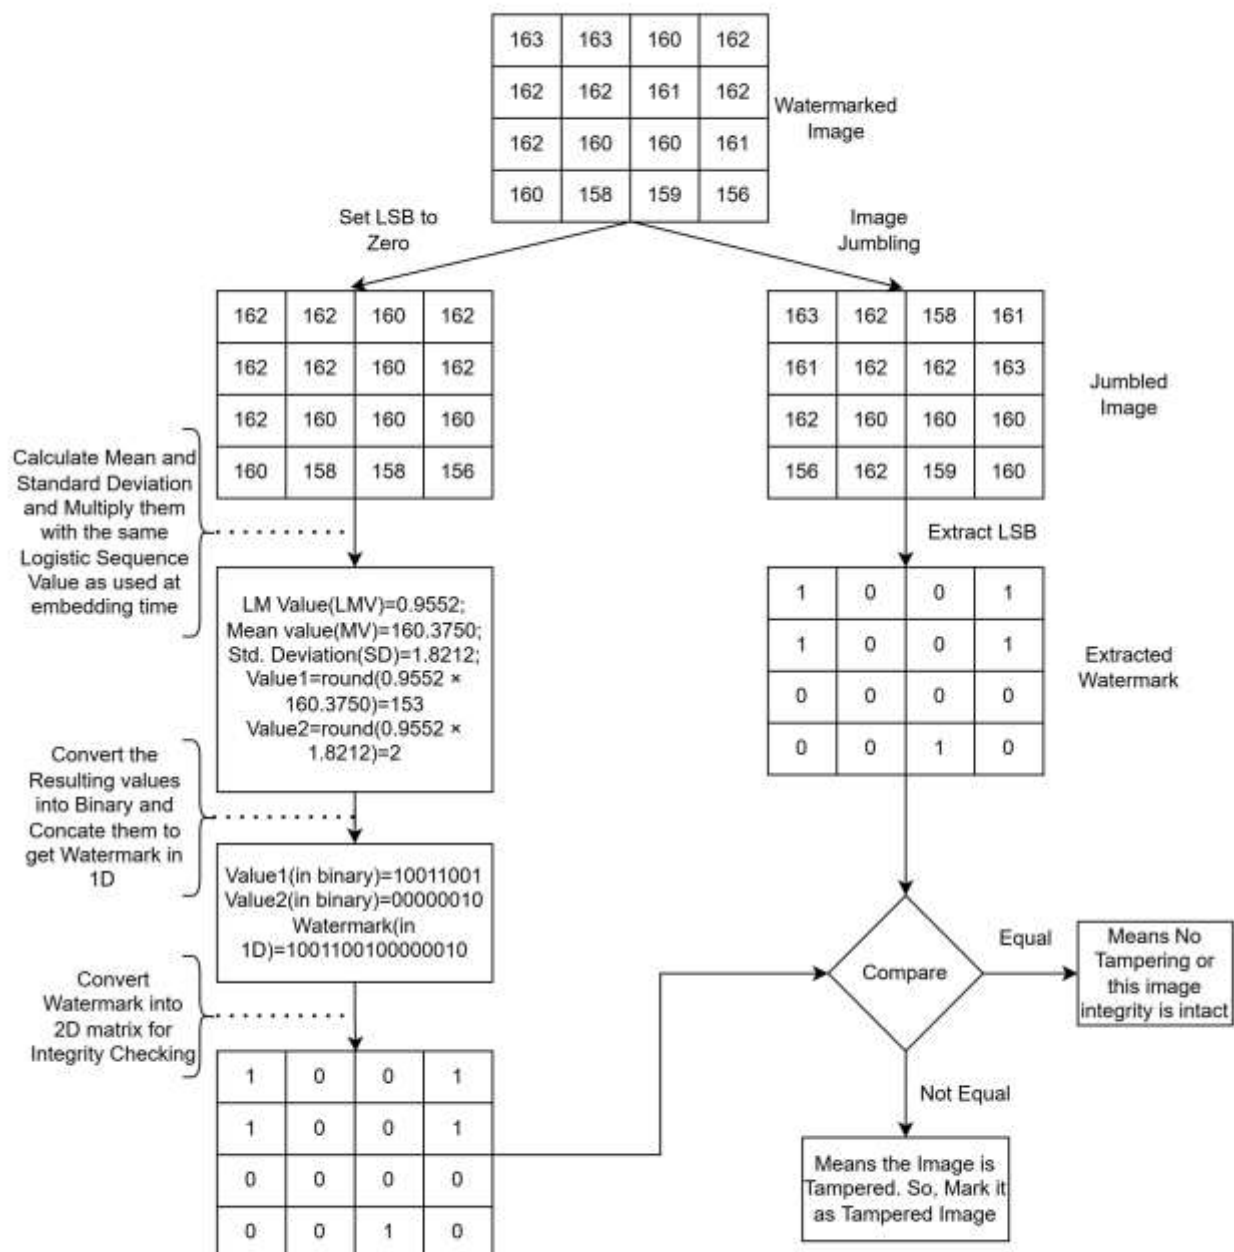 163 163 160 162
162 162 161 162
162 160 160 161
160 158 159 156
Watermarked
Image
Set LSB to
Zero
Image
Jumbling
162 162 160 162
162 162 160 162
162 160 160 160
160 158 158 156
163 162 158 161
161 162 162 163
162 160 160 160
156 162 159 160
Jumbled
Image
Calculate Mean and
Standard Deviation
and Multiply them
with the same
Logistic Sequence
Value as used at
embedding time
Extract LSB
LM Value(LMV)=0.9552;
Mean value(MV)=160.3750;
Std. Deviation(SD)=1.8212;
Value1=round(0.9552 ×
160.3750)=153
Value2=round(0.9552 ×
1.8212)=2
1 0 0 1
1 0 0 1
0 0 0 0
0 0 1 0
Extracted
Watermark
Convert the
Resulting values
into Binary and
Concate them to
get Watermark in
1D
Value1(in binary)=10011001
Value2(in binary)=00000010
Watermark(in
1D)=1001100100000010
Convert
Watermark into
2D matrix for
Integrity Checking
1 0 0 1
1 0 0 1
0 0 0 0
0 0 1 0
Compare
Equal
Means No
Tampering or
this image
integrity is intact
Not Equal
Means the Image is
Tampered. So, Mark it
as Tampered Image